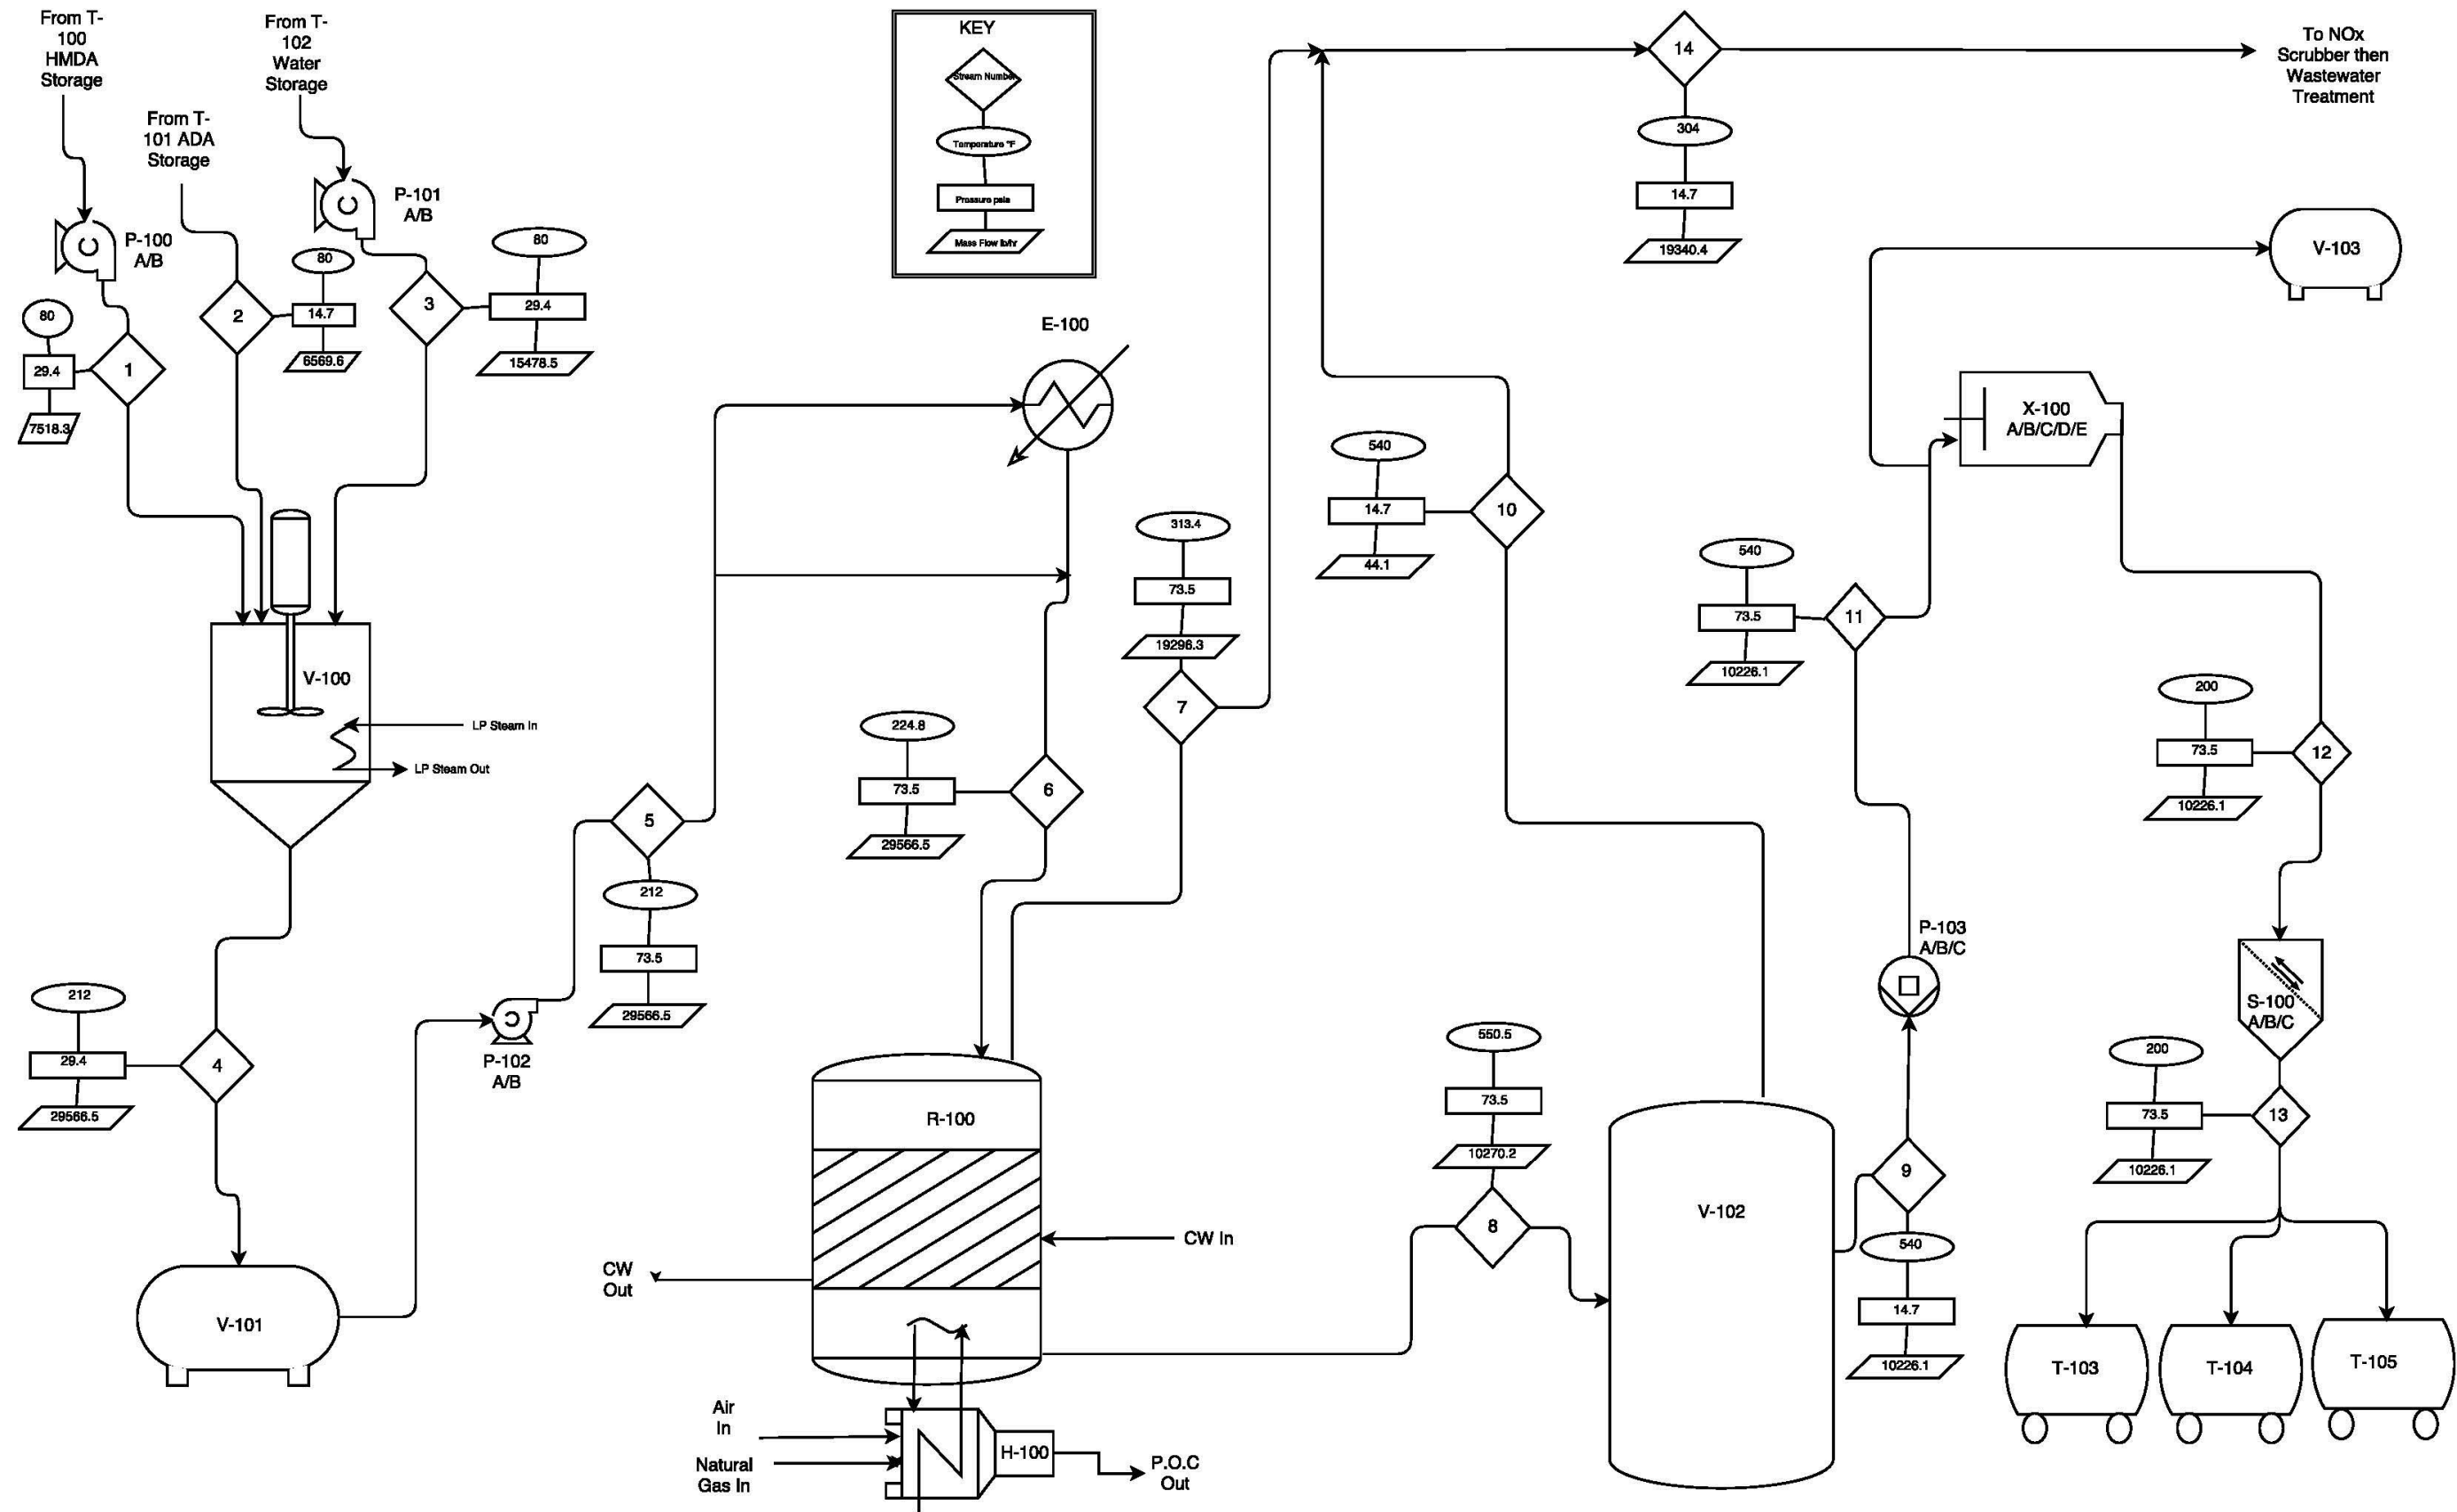 From T-
100
HMDA
Storage
From T-
102
Water
Storage
From T-
101 ADA
Storage
P-100
A/B
P-101
A/B
KEY
Stream Number
Temperature °F
Pressure psia
Mass Flow lb/hr
14
304
14.7
19340.4
To NOx
Scrubber then
Wastewater
Treatment
80
29.4
7518.3
1
2
80
14.7
6569.6
3
80
29.4
15478.5
E-100
V-103
X-100
A/B/C/D/E
V-100
LP Steam In
LP Steam Out
540
14.7
44.1
10
313.4
73.5
19296.3
7
540
73.5
10226.1
11
224.8
73.5
29566.5
6
200
73.5
10226.1
12
5
212
73.5
29566.5
212
29.4
29566.5
4
P-102
A/B
V-101
R-100
CW In
CW
Out
Air
In
Natural
Gas In
H-100
P.O.C
Out
550.5
73.5
10270.2
8
V-102
P-103
A/B/C
9
540
14.7
10226.1
S-100
A/B/C
200
73.5
10226.1
13
T-103
T-104
T-105